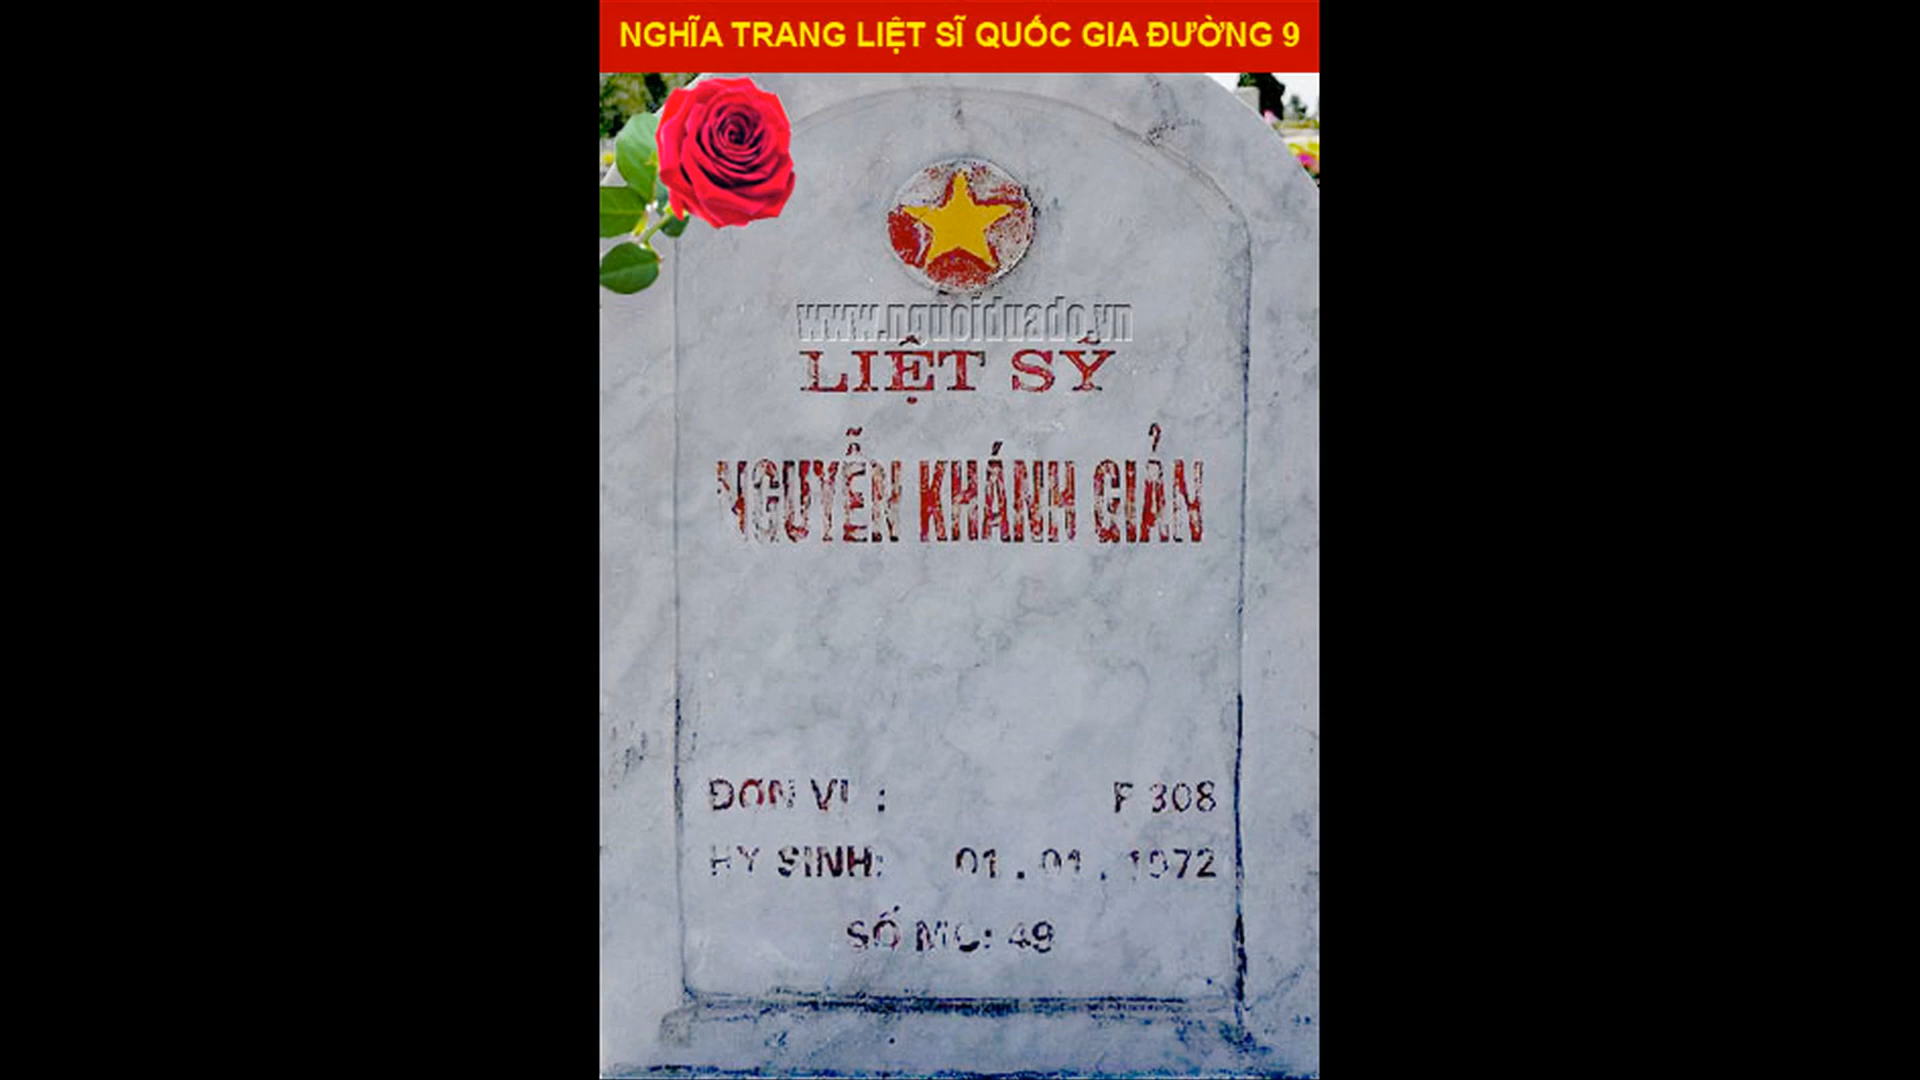 NGHĨA TRANG LIỆT SĨ QUỐC GIA ĐƯỜNG 9
www.nguoiduado.vn
LIỆT SỸ
NGUYỄN KHÁNH GIẢN
ĐƠN VỊ : F 308
HY SINH: 01 . 01 . 1972
SỐ MỘ: 49